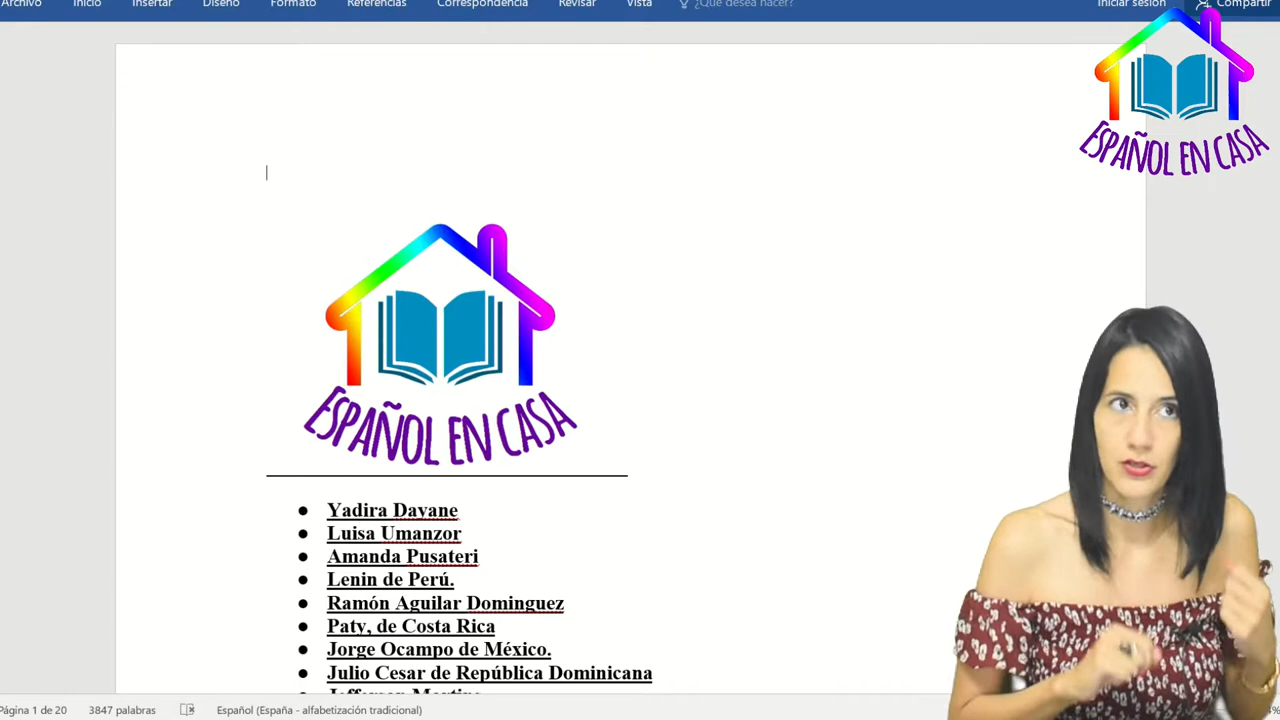 Archivo Inicio Insertar Diseño Formato Referencias Correspondencia Revisar Vista ¿Qué desea hacer? Iniciar sesión Compartir
ESPAÑOL EN CASA
ESPAÑOL EN CASA
Yadira Dayane
Luisa Umanzor
Amanda Pusateri
Lenin de Perú.
Ramón Aguilar Dominguez
Paty, de Costa Rica
Jorge Ocampo de México.
Julio Cesar de República Dominicana
Página 1 de 20 3847 palabras Español (España - alfabetización tradicional)